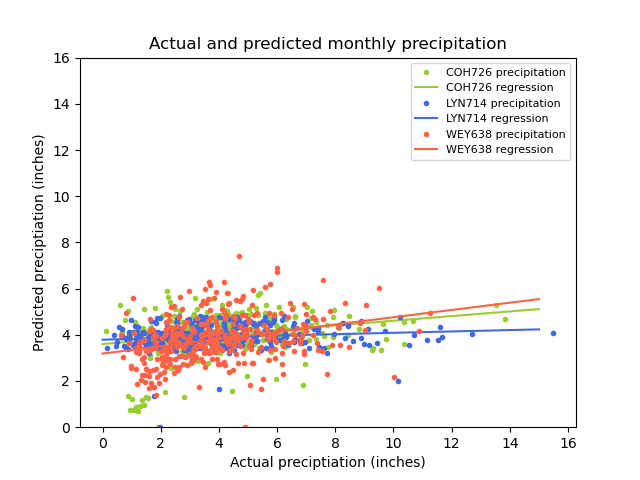 Actual and predicted monthly precipitation
Predicted preciptiation (inches)
16
14
12
10
8
6
4
2
0
COH726 precipitation
COH726 regression
LYN714 precipitation
LYN714 regression
WEY638 precipitation
WEY638 regression
0 2 4 6 8 10 12 14 16
Actual preciptiation (inches)